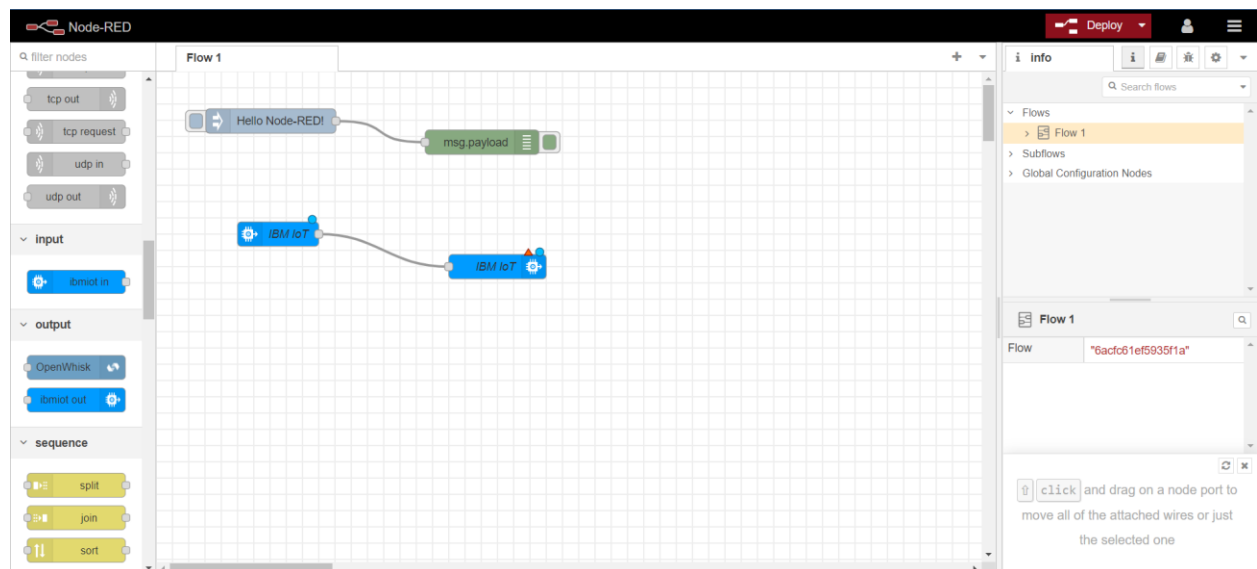 Node-RED
Deploy
filter nodes
Flow 1
info
i
Search flows
tcp out
tcp request
udp in
udp out
input
ibmiot in
output
OpenWhisk
ibmiot out
sequence
split
join
sort
Hello Node-RED!
msg.payload
IBM IoT
IBM IoT
Flows
Flow 1
Subflows
Global Configuration Nodes
Flow 1
Flow "6acfc61ef5935f1a"
click and drag on a node port to
move all of the attached wires or just
the selected one